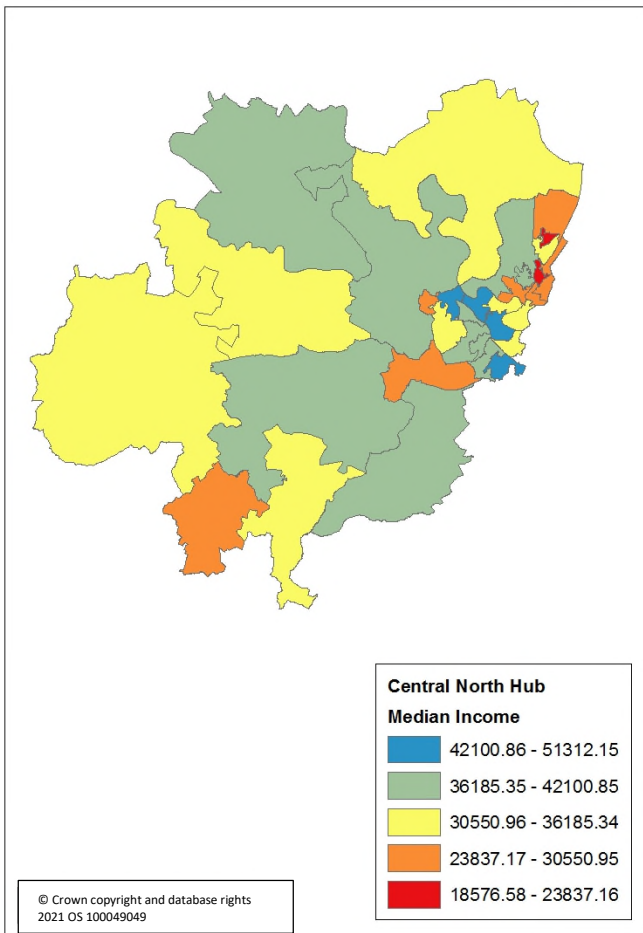 Central North Hub
Median Income
42100.86 - 51312.15
36185.35 - 42100.85
30550.96 - 36185.34
23837.17 - 30550.95
18576.58 - 23837.16
© Crown copyright and database rights
2021 OS 100049049